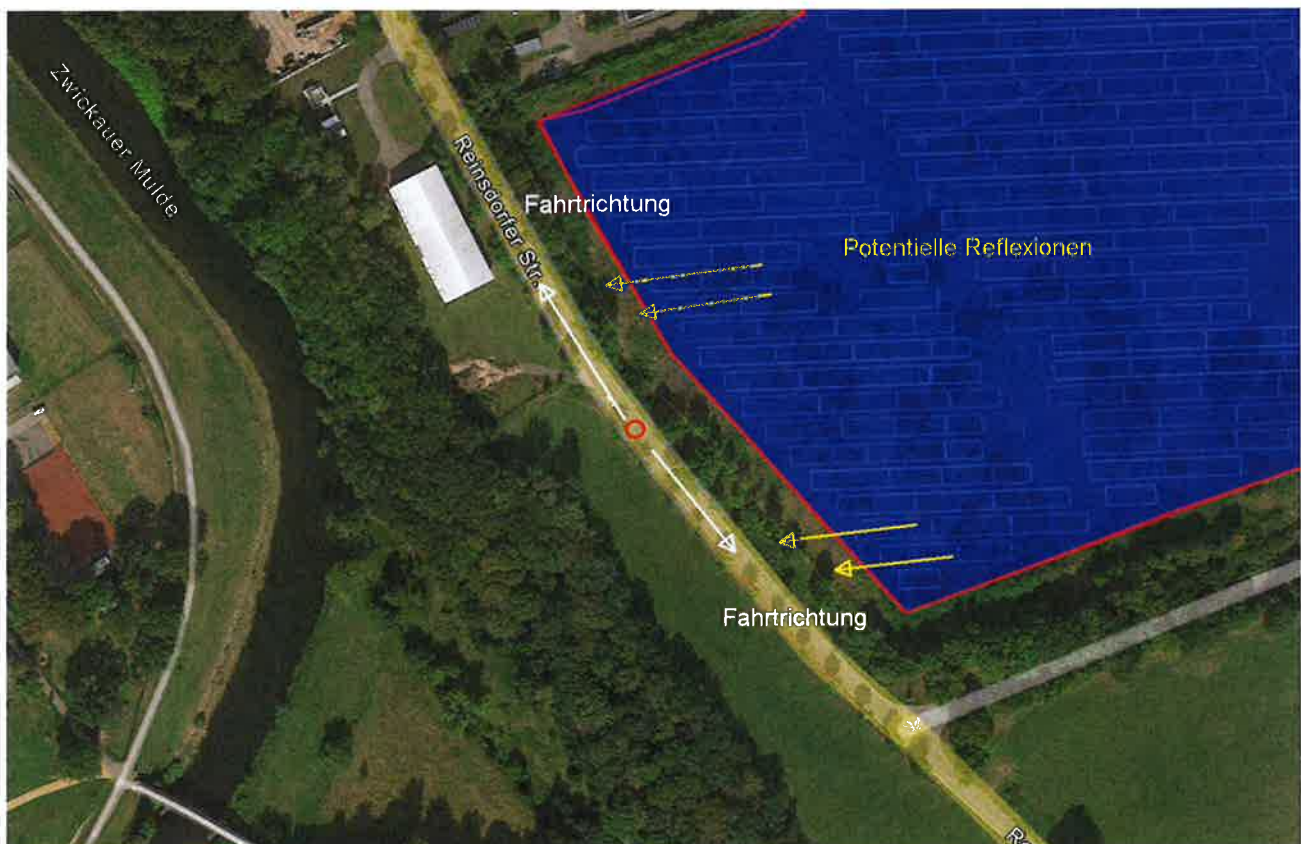 Zwickauer Mulde
Reinsdorfer Str.
Fahrtrichtung
Potentielle Reflexionen
Fahrtrichtung